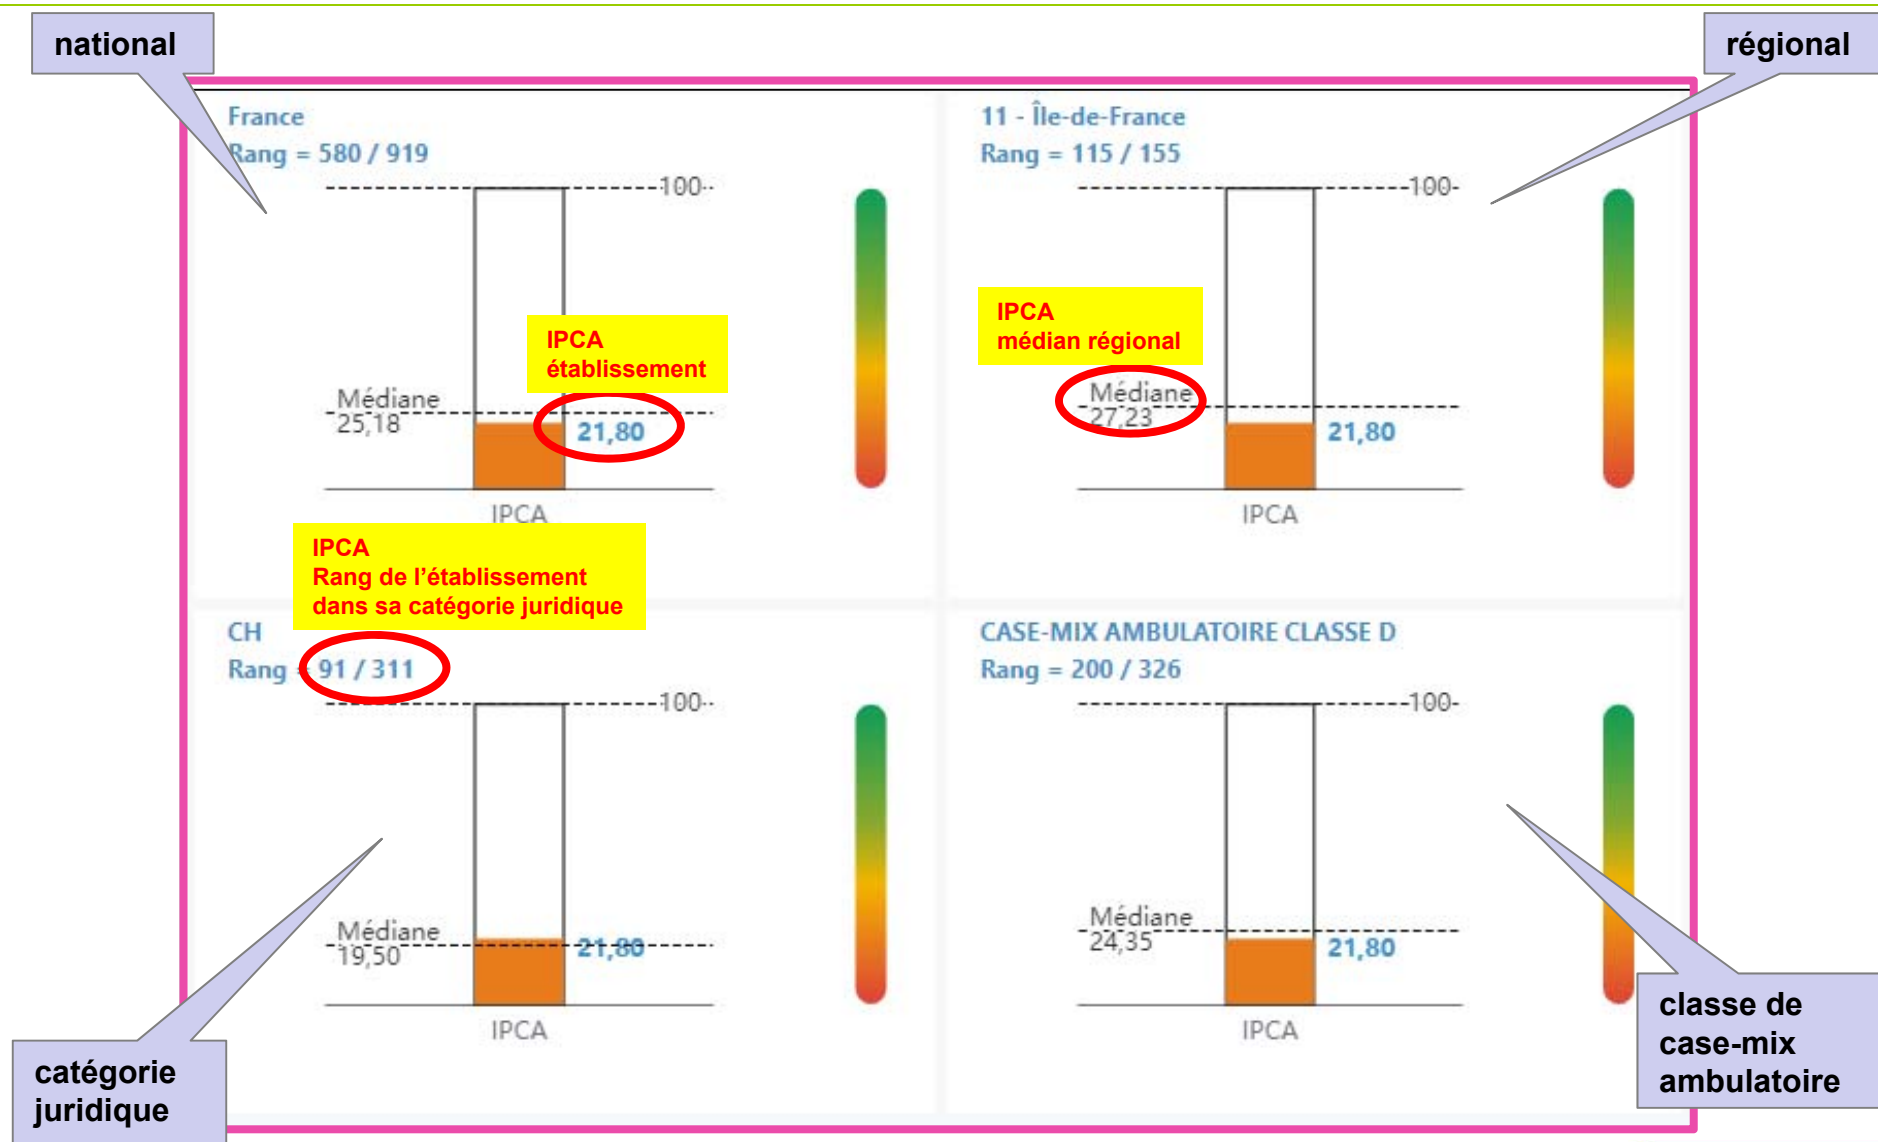 national
régional
France
Rang = 580 / 919
100
IPCA
établissement
Médiane
25,18
21,80
IPCA
11 - Île-de-France
Rang = 115 / 155
100
IPCA
médian régional
Médiane
27,23
21,80
IPCA
IPCA
Rang de l’établissement
dans sa catégorie juridique
CH
Rang = 91 / 311
100
Médiane
19,50
21,80
IPCA
CASE-MIX AMBULATOIRE CLASSE D
Rang = 200 / 326
100
Médiane
24,35
21,80
IPCA
catégorie
juridique
classe de
case-mix
ambulatoire